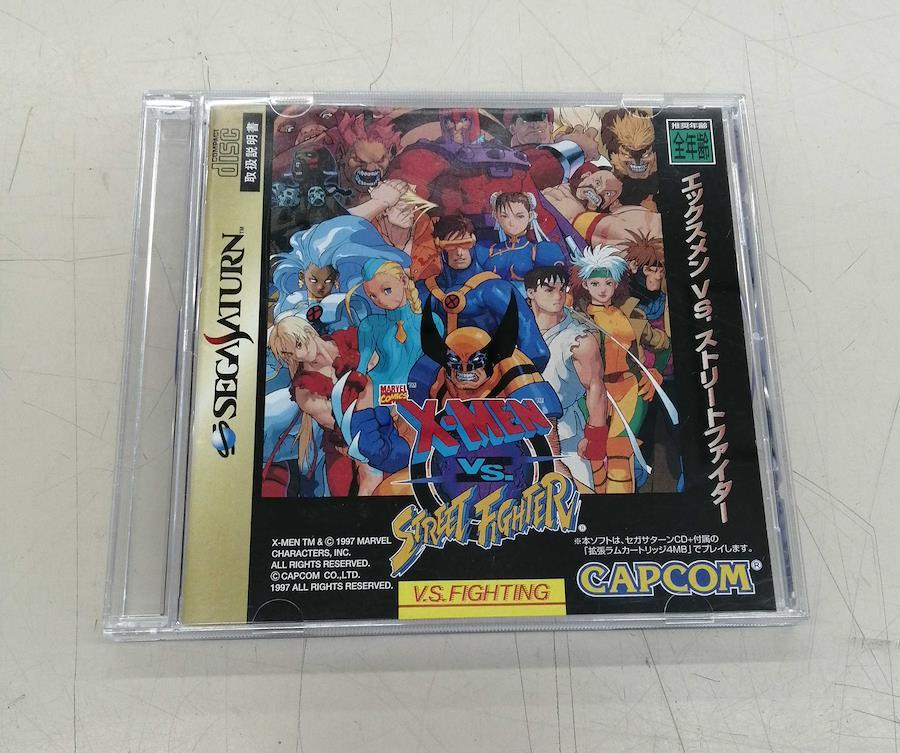 COMPACT
disc
取扱説明書
SEGA SATURN™
推奨年齢
全年齢
エックスメン VS. ストリートファイター
MARVEL
COMICS™
X-MEN™
VS.
STREET FIGHTER®
X-MEN TM & © 1997 MARVEL
CHARACTERS, INC.
ALL RIGHTS RESERVED.
© CAPCOM CO.,LTD.
1997 ALL RIGHTS RESERVED.
※本ソフトは、セガサターンCD+付属の
「拡張ラムカートリッジ4MB」でプレイします。
V.S. FIGHTING
CAPCOM®